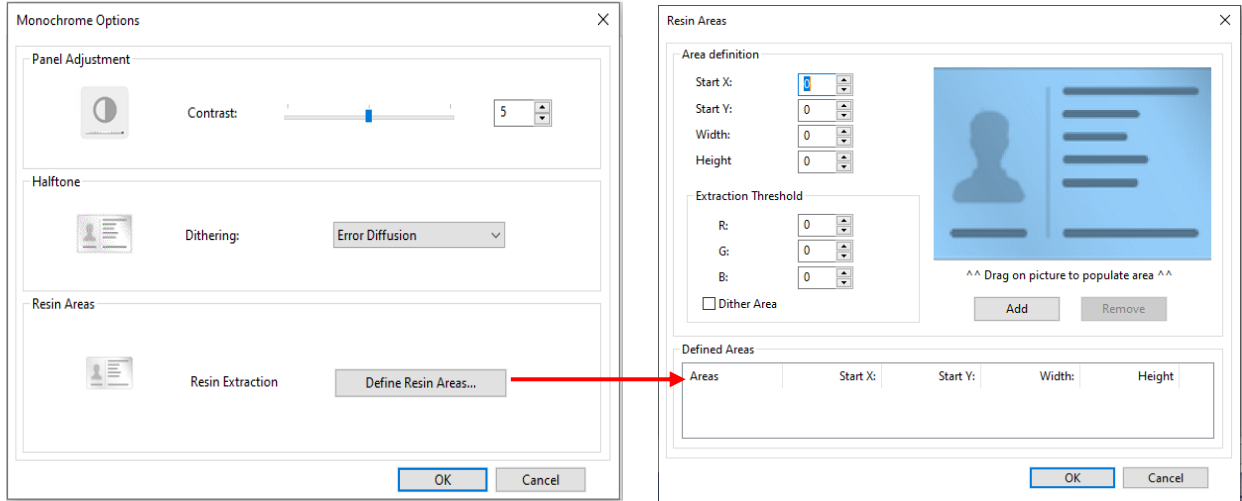 Monochrome Options
Panel Adjustment
Contrast:
5
Halftone
Dithering:
Error Diffusion
Resin Areas
Resin Extraction
Define Resin Areas...
OK
Cancel
Resin Areas
Area definition
Start X:
0
Start Y:
0
Width:
0
Height
0
Extraction Threshold
R:
0
G:
0
B:
0
Dither Area
^^ Drag on picture to populate area ^^
Add
Remove
Defined Areas
Areas Start X: Start Y: Width: Height
OK
Cancel